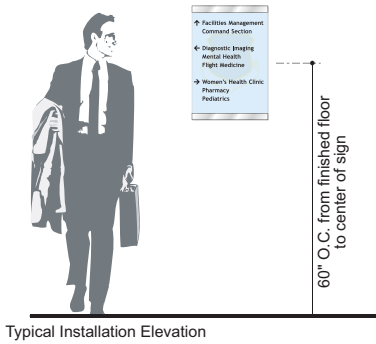 ↑ Facilities Management
Command Section
← Diagnostic Imaging
Mental Health
Flight Medicine
→ Women's Health Clinic
Pharmacy
Pediatrics
60" O.C. from finished floor
to center of sign
Typical Installation Elevation